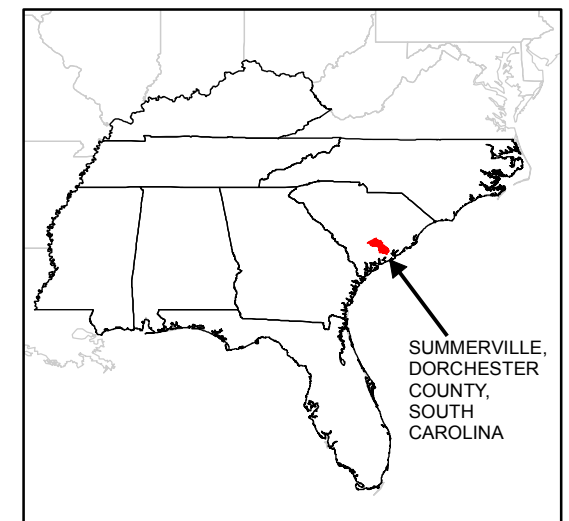 SUMMERVILLE,
DORCHESTER
COUNTY,
SOUTH
CAROLINA